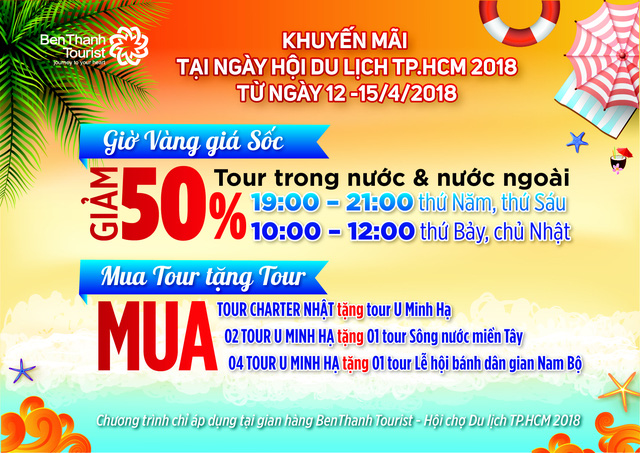 BenThanh
Tourist
Journey to your heart
KHUYẾN MÃI
TẠI NGÀY HỘI DU LỊCH TP.HCM 2018
TỪ NGÀY 12 -15/4/2018
Giờ Vàng giá Sốc
GIẢM 50%
Tour trong nước & nước ngoài
19:00 – 21:00 thứ Năm, thứ Sáu
10:00 – 12:00 thứ Bảy, chủ Nhật
Mua Tour tặng Tour
MUA
TOUR CHARTER NHẬT tặng tour U Minh Hạ
02 TOUR U MINH HẠ tặng 01 tour Sông nước miền Tây
04 TOUR U MINH HẠ tặng 01 tour Lễ hội bánh dân gian Nam Bộ
Chương trình chỉ áp dụng tại gian hàng BenThanh Tourist - Hội chợ Du lịch TP.HCM 2018